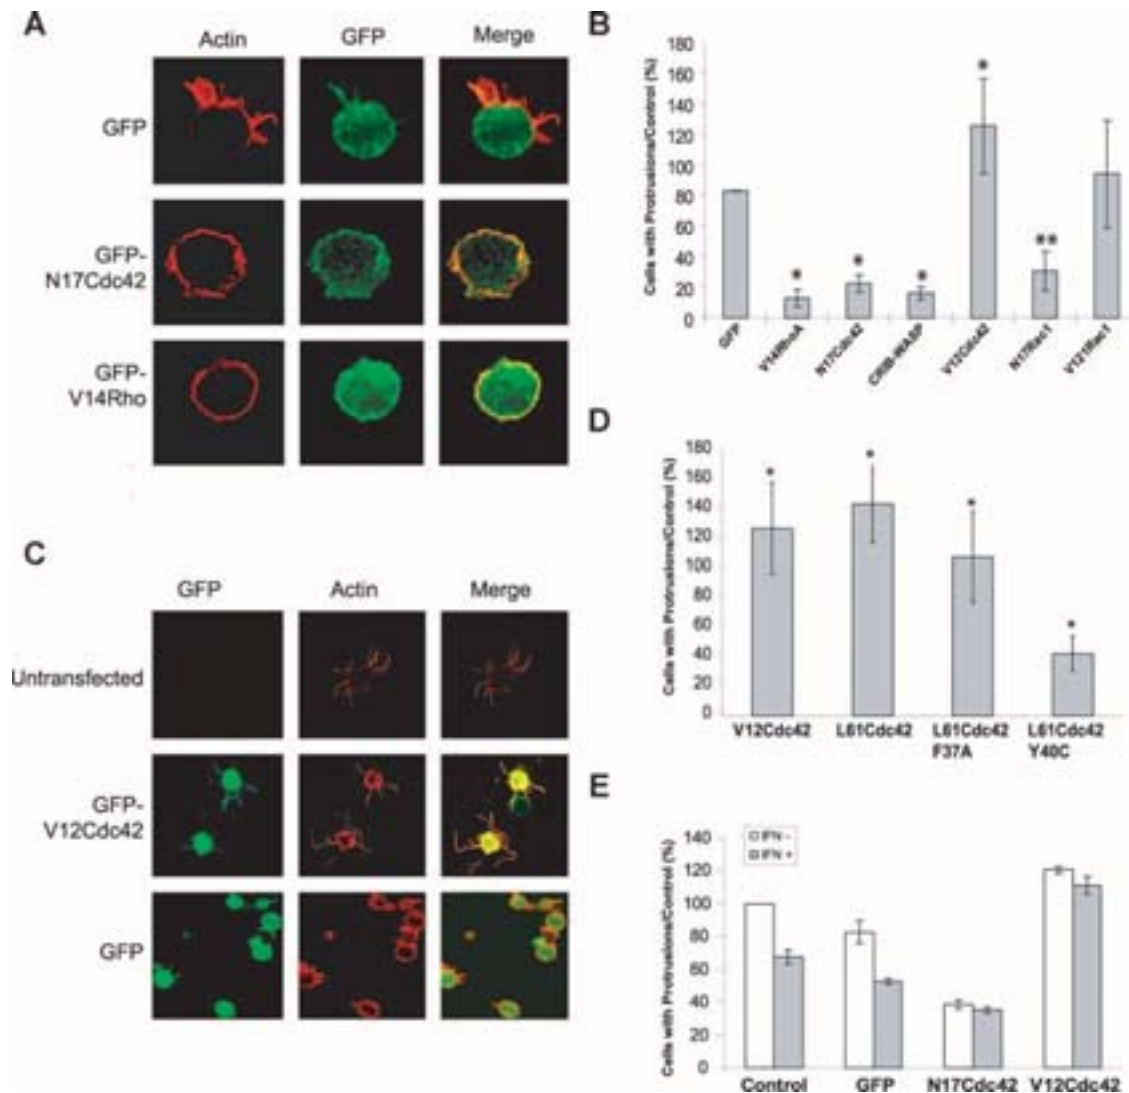 A
Actin GFP Merge
GFP
GFP-
N17Cdc42
GFP-
V14Rho
B
Cells with Protrusions/Control (%)
180
160
140
120
100
80
60
40
20
0
* * * * ** 
GFP V14RhoA N17Cdc42 CRIB-WASP V12Cdc42 N17Rac1 V121Rac1
C
GFP Actin Merge
Untransfected
GFP-
V12Cdc42
GFP
D
Cells with Protrusions/Control (%)
180
160
140
120
100
80
60
40
20
0
* * * *
V12Cdc42 L61Cdc42 L61Cdc42 L61Cdc42
F37A Y40C
E
Cells with Protrusions/Control (%)
140
120
100
80
60
40
20
0
IFN -
IFN +
Control GFP N17Cdc42 V12Cdc42